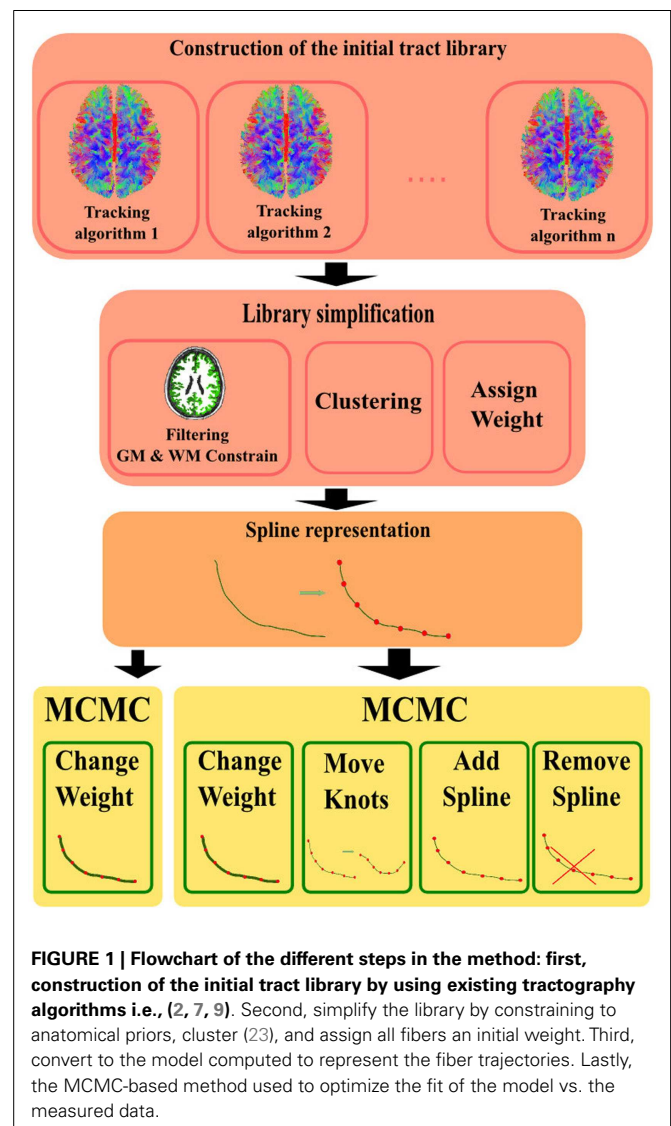 Construction of the initial tract library
Tracking
algorithm 1
Tracking
algorithm 2
....
Tracking
algorithm n
Library simplification
Filtering
GM & WM Constrain
Clustering
Assign
Weight
Spline representation
MCMC
Change
Weight
MCMC
Change
Weight
Move
Knots
Add
Spline
Remove
Spline
FIGURE 1 | Flowchart of the different steps in the method: first,
construction of the initial tract library by using existing tractography
algorithms i.e., (2, 7, 9). Second, simplify the library by constraining to
anatomical priors, cluster (23), and assign all fibers an initial weight. Third,
convert to the model computed to represent the fiber trajectories. Lastly,
the MCMC-based method used to optimize the fit of the model vs. the
measured data.